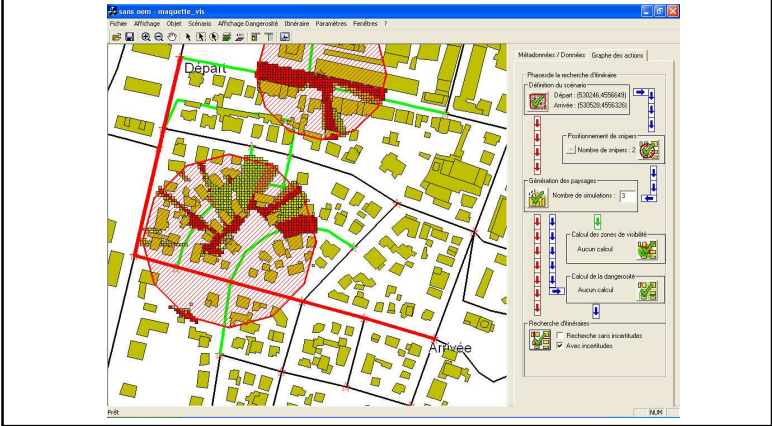 sans nom - maquette_vis
Fichier Affichage Objet Scénario Affichage Dangerosité Itinéraire Paramètres Fenêtres ?
Départ
Arrivée
Métadonnées / Données Graphe des actions
Phases de la recherche d'itinéraire
Définition du scénario
Départ : (530246;4556649)
Arrivée : (530528;4556326)
Positionnement de snipers
Nombre de snipers : 2
Génération des paysages
Nombre de simulations : 3
Calcul des zones de visibilité
Aucun calcul
Calcul de la dangerosité
Aucun calcul
Recherche d'itinéraires
Recherche sans incertitudes
Avec incertitudes
Prêt
NUM